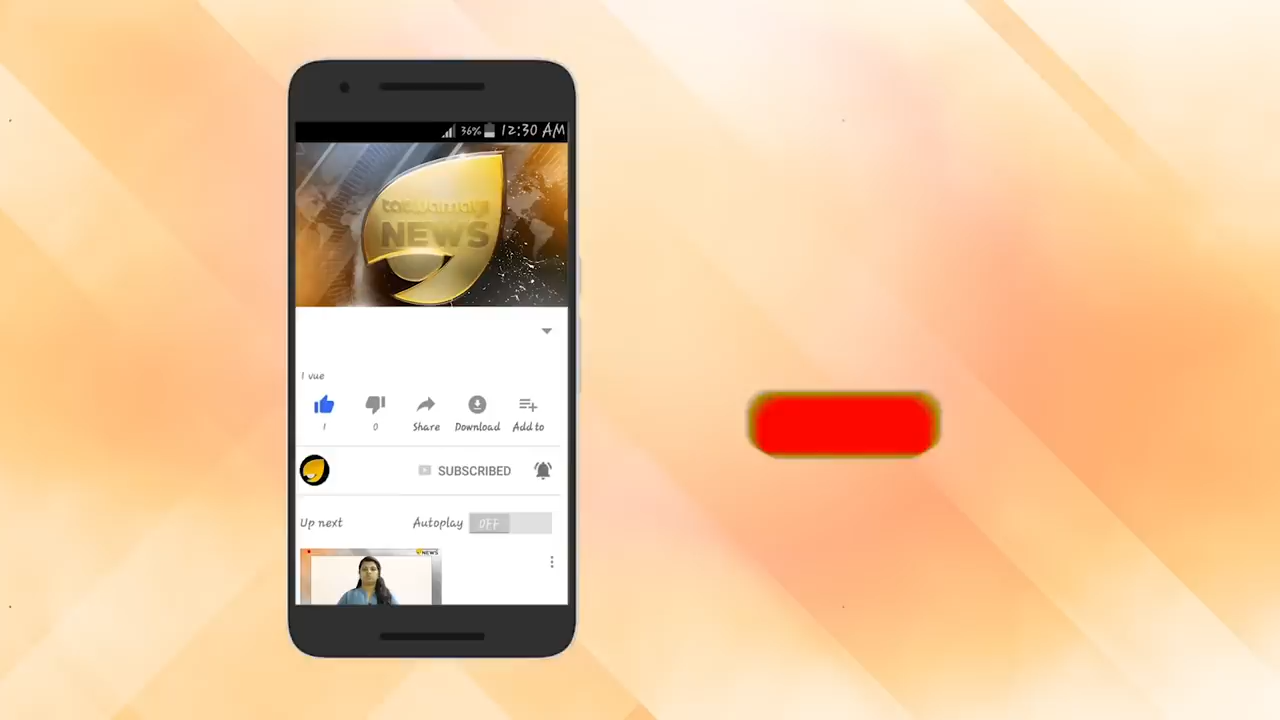 36% 12:30 AM
tatwamayi
NEWS
1 vue
1 0 Share Download Add to
SUBSCRIBED
Up next Autoplay OFF
NEWS